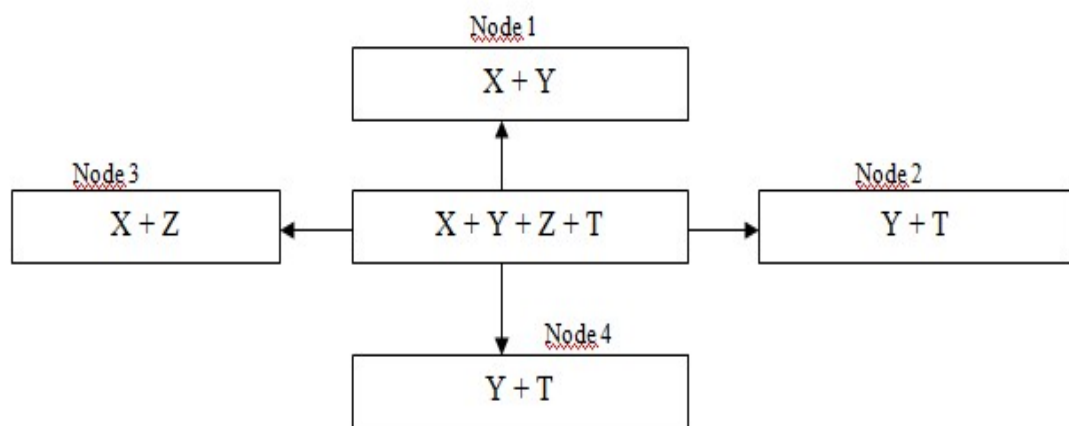 Node 1
X + Y
Node 3
X + Z
X + Y + Z + T
Node 2
Y + T
Node 4
Y + T